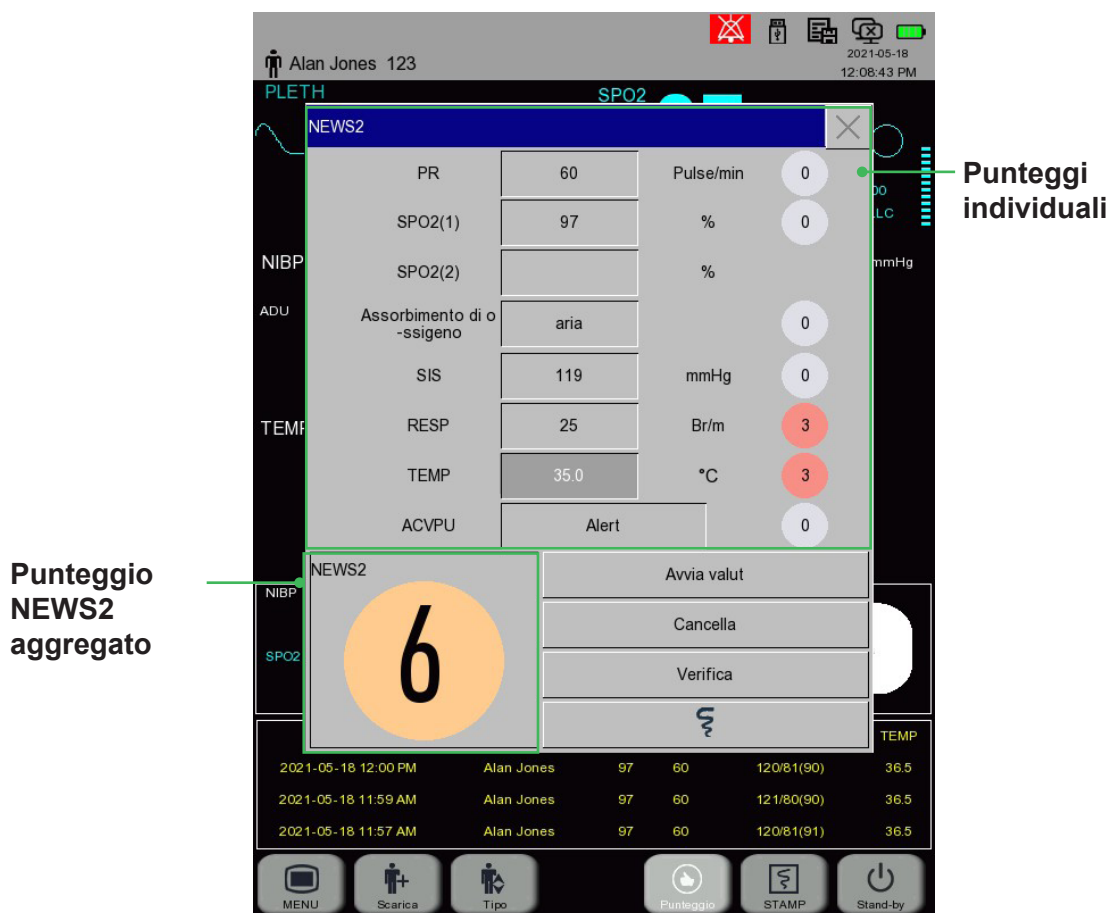 Alan Jones 123
2021-05-18
12:08:43 PM
PLETH
SPO2
NEWS2
PR 60 Pulse/min 0
SPO2(1) 97 % 0
SPO2(2) %
Assorbimento di o
-ssigeno
aria 0
SIS 119 mmHg 0
RESP 25 Br/m 3
TEMP 35.0 °C 3
ACVPU Alert 0
NIBP
mmHg
ADU
Punteggi
individuali
NEWS2
6
Avvia valut
Cancella
Verifica
Punteggio
NEWS2
aggregato
NIBP
SPO2
TEMP
2021-05-18 12:00 PM Alan Jones 97 60 120/81(90) 36.5
2021-05-18 11:59 AM Alan Jones 97 60 121/80(90) 36.5
2021-05-18 11:57 AM Alan Jones 97 60 120/81(91) 36.5
MENU Scarica Tipo Punteggio STAMP Stand-by